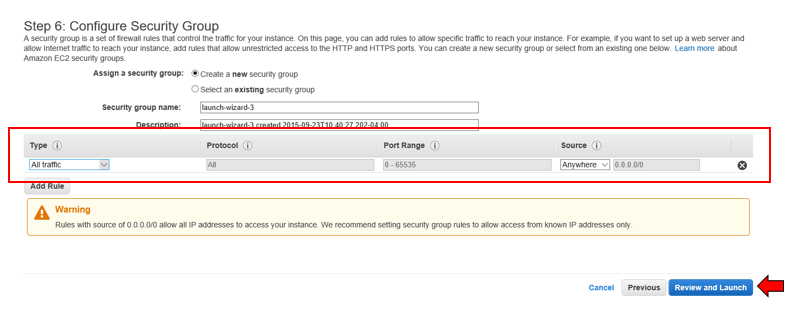 Step 6: Configure Security Group
A security group is a set of firewall rules that control the traffic for your instance. On this page, you can add rules to allow specific traffic to reach your instance. For example, if you want to set up a web server and
allow Internet traffic to reach your instance, add rules that allow unrestricted access to the HTTP and HTTPS ports. You can create a new security group or select from an existing one below. Learn more about
Amazon EC2 security groups.
Assign a security group: Create a new security group
Select an existing security group
Security group name: launch-wizard-3
Description: launch-wizard-3 created 2015-09-23T10:40:27.202-04:00
Type i Protocol i Port Range i Source i
All traffic All 0 - 65535 Anywhere 0.0.0.0/0
Add Rule
Warning
Rules with source of 0.0.0.0/0 allow all IP addresses to access your instance. We recommend setting security group rules to allow access from known IP addresses only.
Cancel Previous Review and Launch